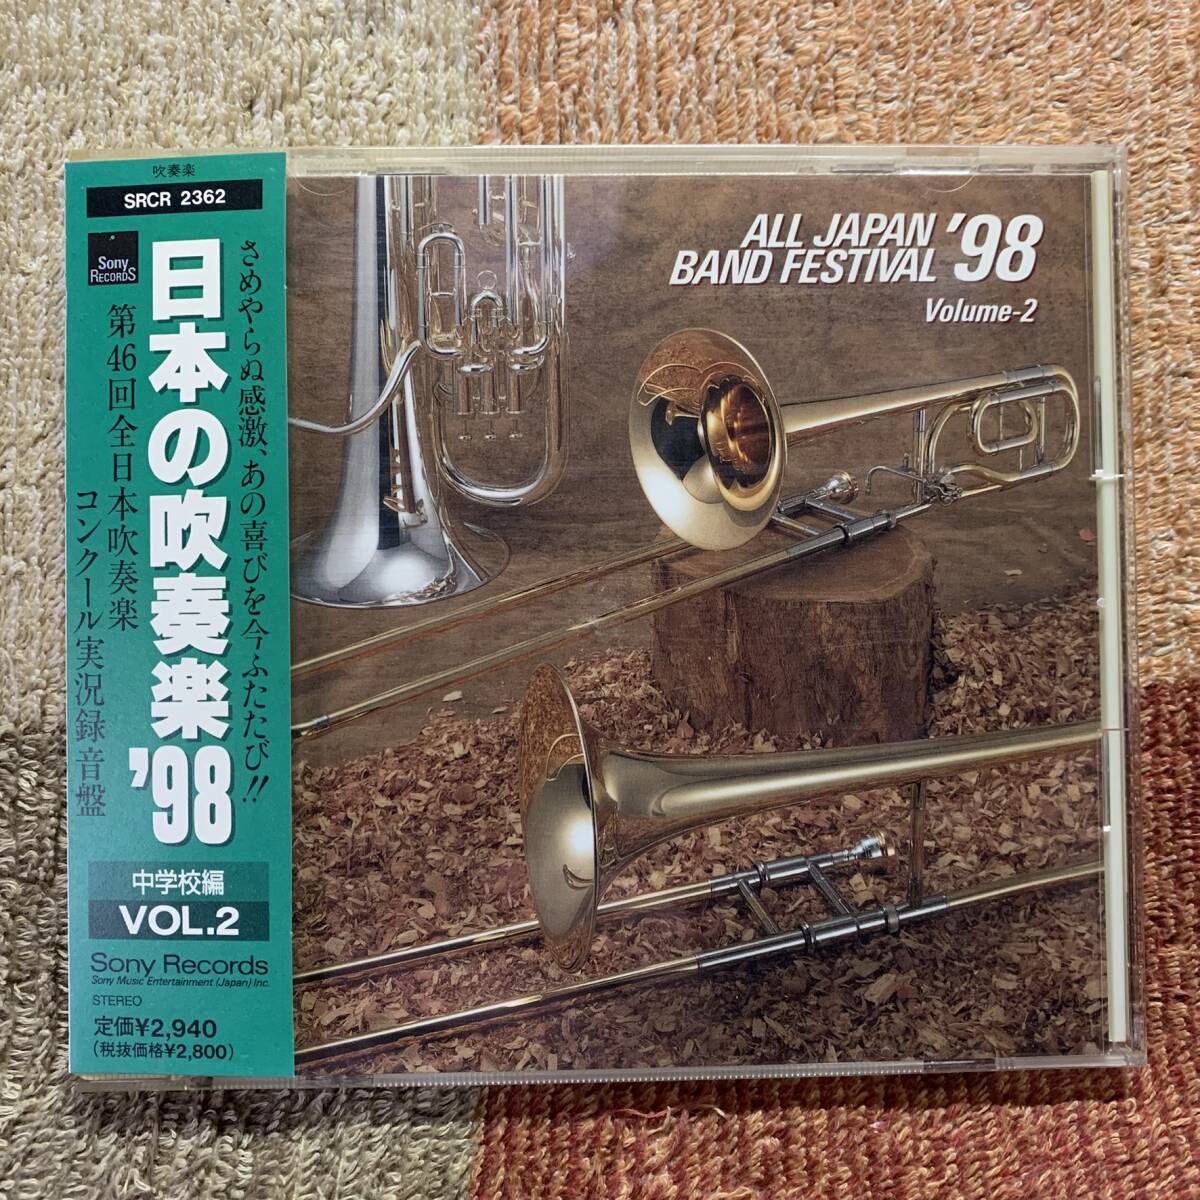 吹奏楽
SRCR 2362
Sony
RECORDS
さめやらぬ感激、あの喜びを今ふたたび!!
日本の吹奏楽'98
第46回全日本吹奏楽
コンクール実況録音盤
中学校編
VOL.2
Sony Records
Sony Music Entertainment (Japan) Inc.
STEREO
定価¥2,940
(税抜価格¥2,800)
ALL JAPAN
BAND FESTIVAL '98
Volume-2